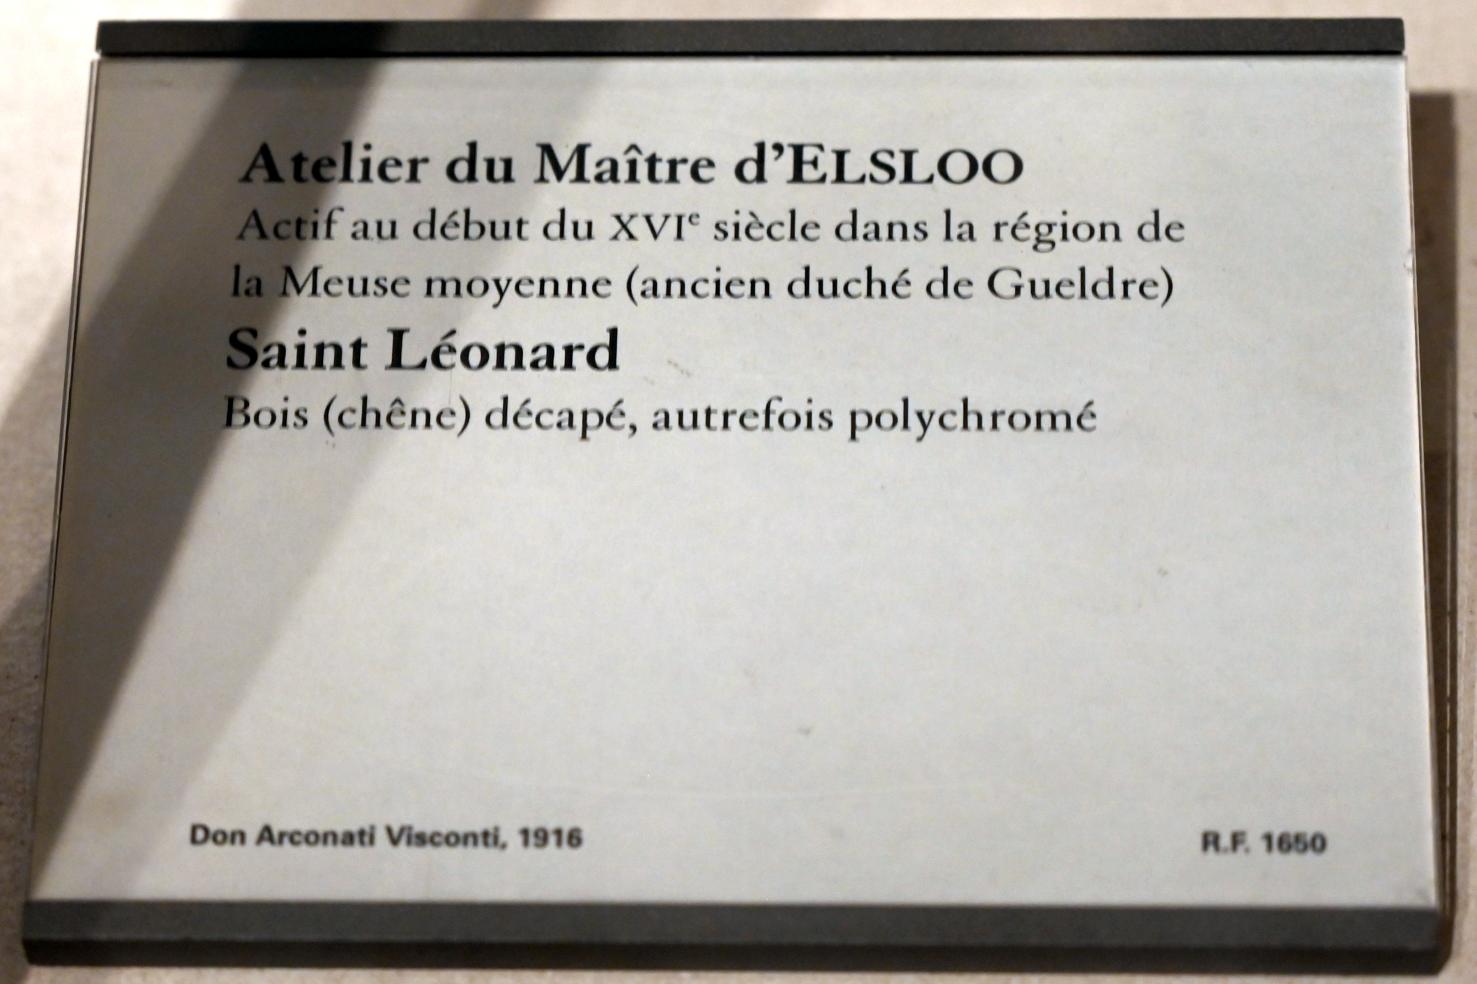 Atelier du Maître d'ELSLOO
Actif au début du XVIe siècle dans la région de
la Meuse moyenne (ancien duché de Gueldre)
Saint Léonard
Bois (chêne) décapé, autrefois polychromé
Don Arconati Visconti, 1916
R.F. 1650